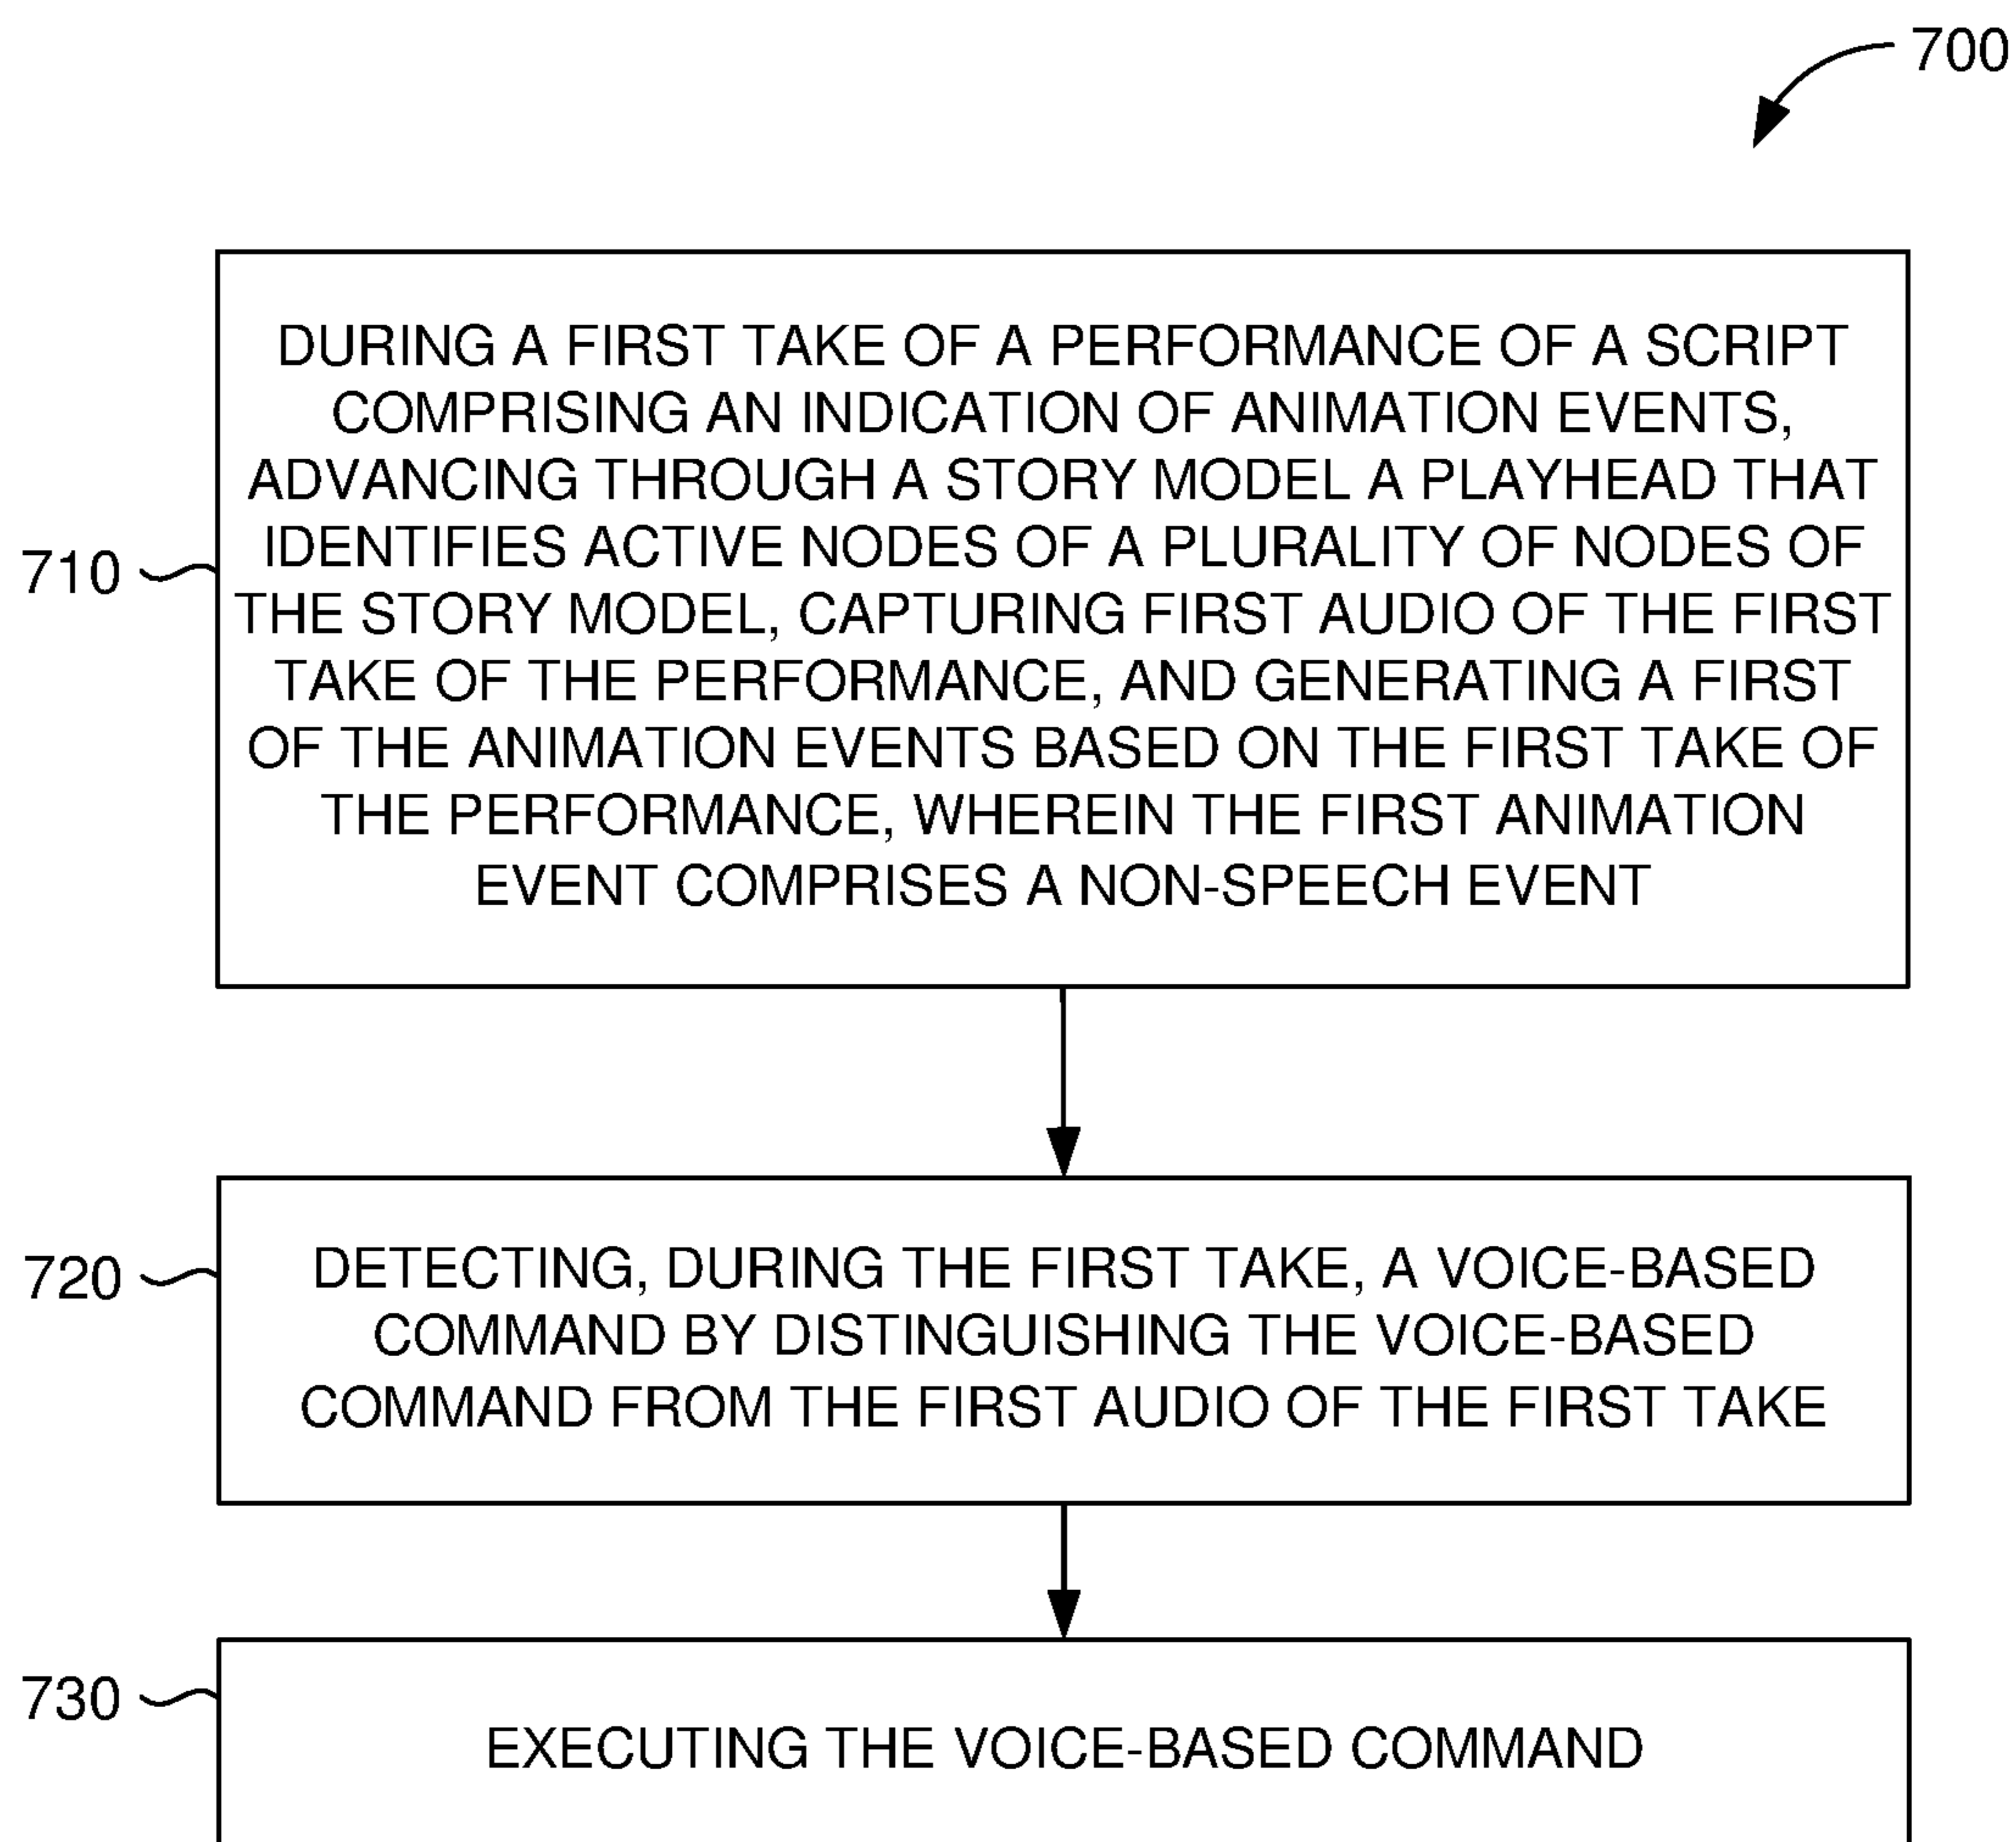 700
710
DURING A FIRST TAKE OF A PERFORMANCE OF A SCRIPT
COMPRISING AN INDICATION OF ANIMATION EVENTS,
ADVANCING THROUGH A STORY MODEL A PLAYHEAD THAT
IDENTIFIES ACTIVE NODES OF A PLURALITY OF NODES OF
THE STORY MODEL, CAPTURING FIRST AUDIO OF THE FIRST
TAKE OF THE PERFORMANCE, AND GENERATING A FIRST
OF THE ANIMATION EVENTS BASED ON THE FIRST TAKE OF
THE PERFORMANCE, WHEREIN THE FIRST ANIMATION
EVENT COMPRISES A NON-SPEECH EVENT
720
DETECTING, DURING THE FIRST TAKE, A VOICE-BASED
COMMAND BY DISTINGUISHING THE VOICE-BASED
COMMAND FROM THE FIRST AUDIO OF THE FIRST TAKE
730
EXECUTING THE VOICE-BASED COMMAND